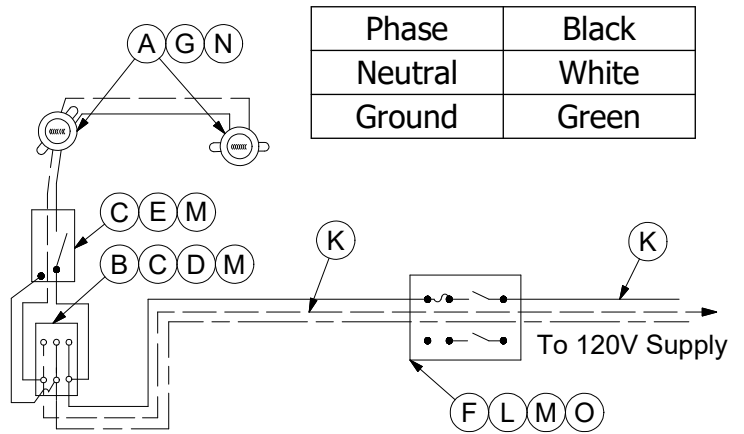 A G N
Phase Black
Neutral White
Ground Green
C E M
B C D M
K
K
To 120V Supply
F L M O